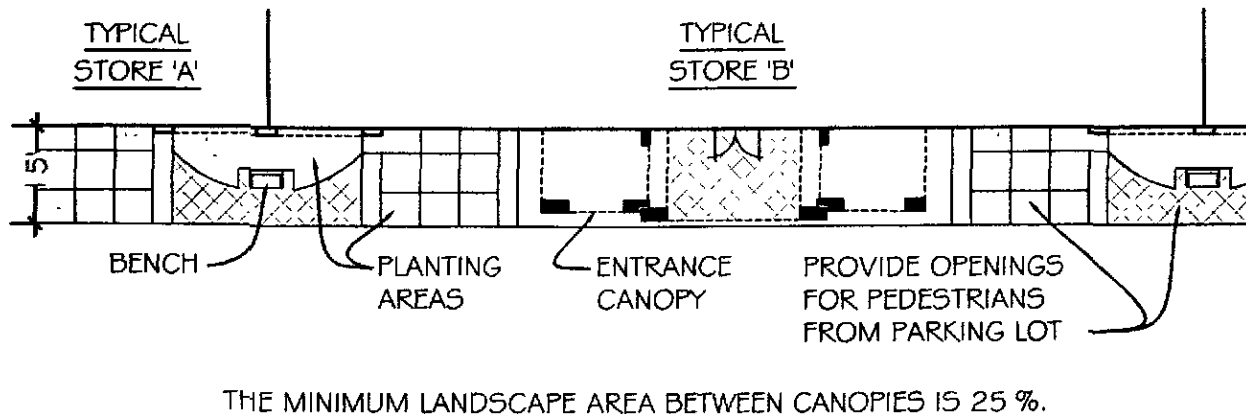 TYPICAL
STORE 'A'
TYPICAL
STORE 'B'
5'
BENCH
PLANTING
AREAS
ENTRANCE
CANOPY
PROVIDE OPENINGS
FOR PEDESTRIANS
FROM PARKING LOT
THE MINIMUM LANDSCAPE AREA BETWEEN CANOPIES IS 25 %.